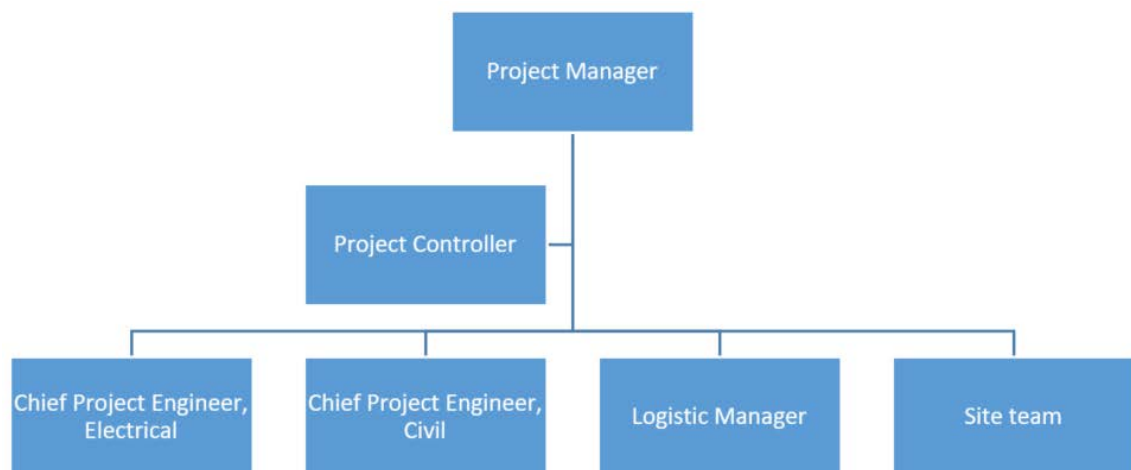 Project Manager
Project Controller
Chief Project Engineer,
Electrical
Chief Project Engineer,
Civil
Logistic Manager
Site team